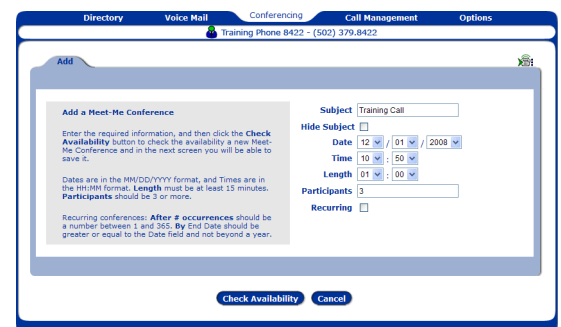 Directory Voice Mail Conferencing Call Management Options
Training Phone 8422 - (502) 379.8422
Add
Add a Meet-Me Conference
Enter the required information, and then click the Check
Availability button to check the availability a new Meet-
Me Conference and in the next screen you will be able to
save it.
Dates are in the MM/DD/YYYY format, and Times are in
the HH:MM format. Length must be at least 15 minutes.
Participants should be 3 or more.
Recurring conferences: After # occurrences should be
a number between 1 and 365. By End Date should be
greater or equal to the Date field and not beyond a year.
Subject Training Call
Hide Subject
Date 12 / 01 / 2008
Time 10 : 50
Length 01 : 00
Participants 3
Recurring
Check Availability Cancel